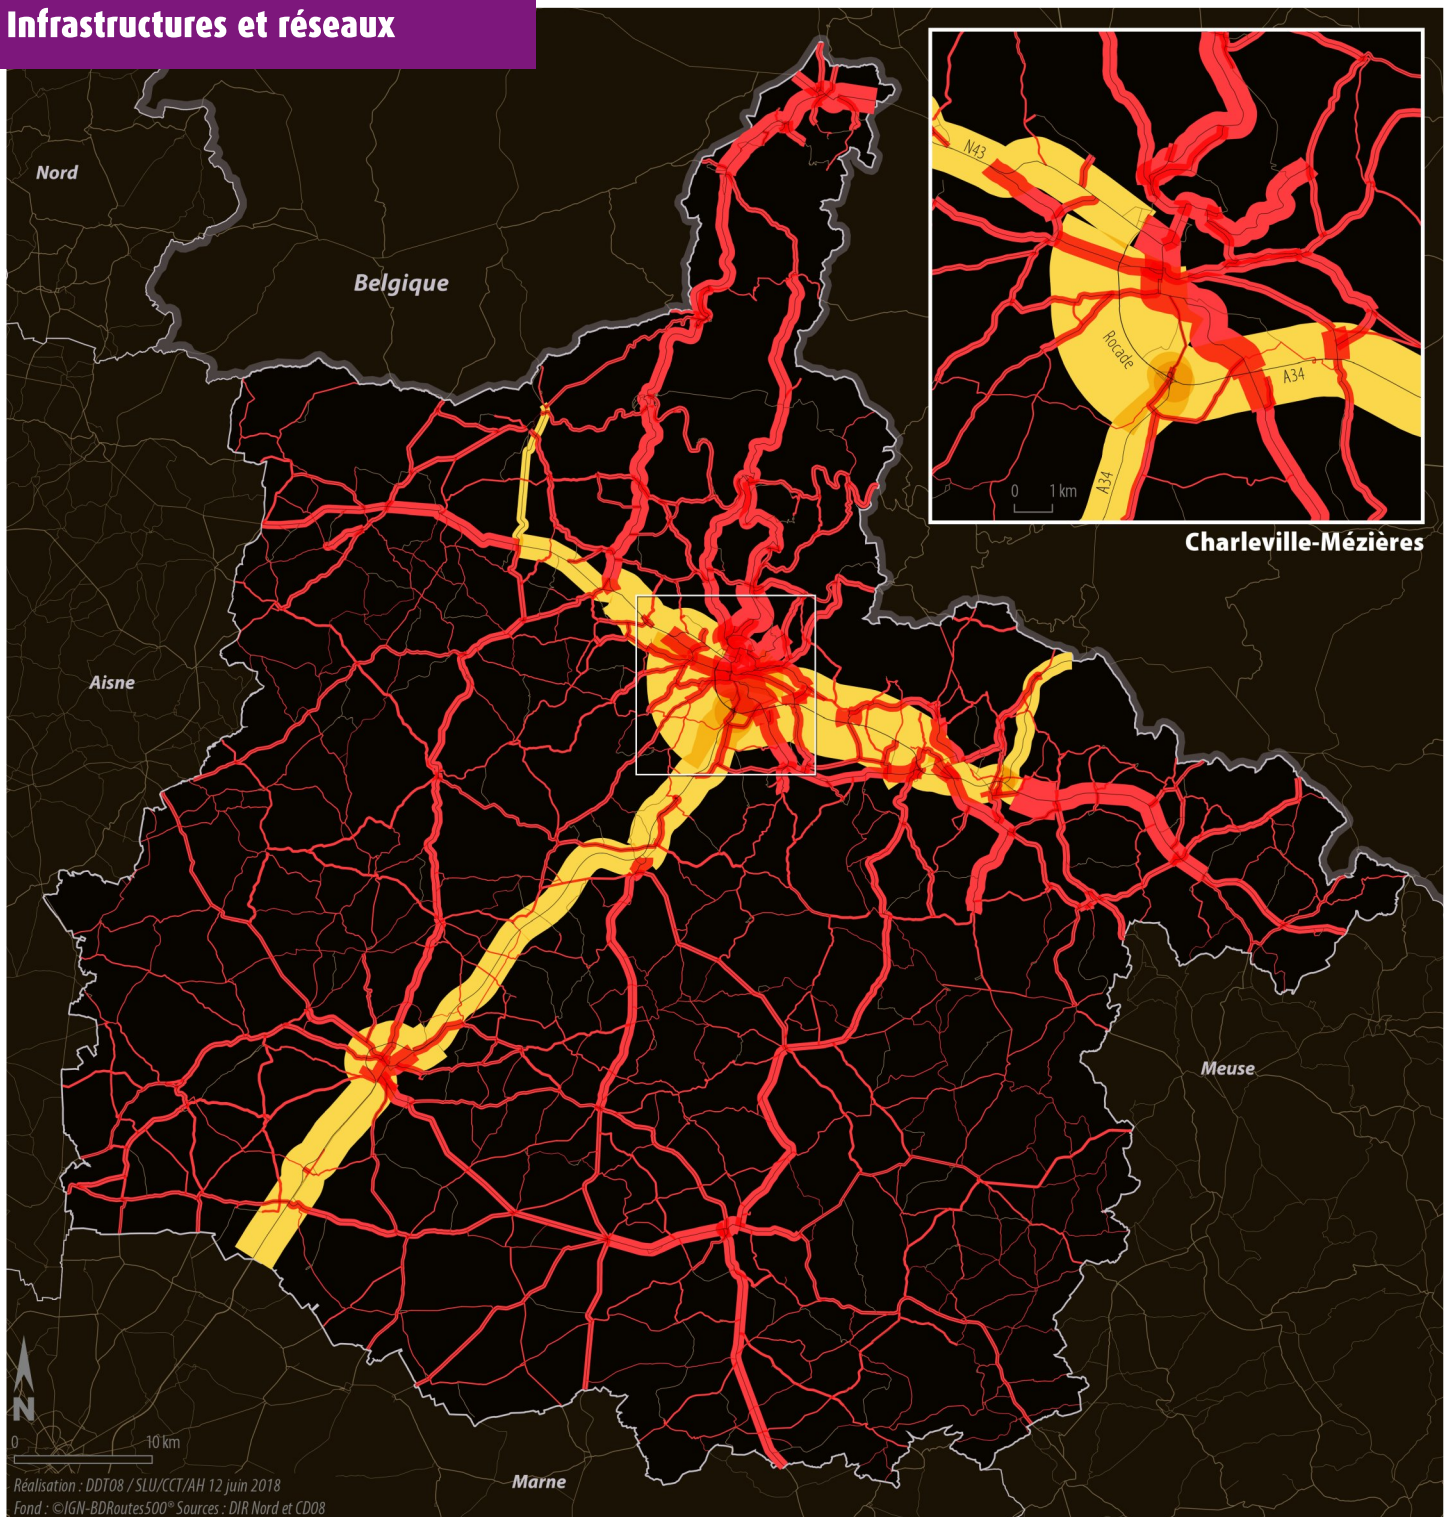 Infrastructures et réseaux
Nord
Belgique
Aisne
Meuse
Marne
N43
Rocade
A34
A34
0 1 km
Charleville-Mézières
N
0 10 km
Réalisation : DDT08 / SLU/CCT/AH 12 juin 2018
Fond : ©IGN-BDRoutes500® Sources : DIR Nord et CD08